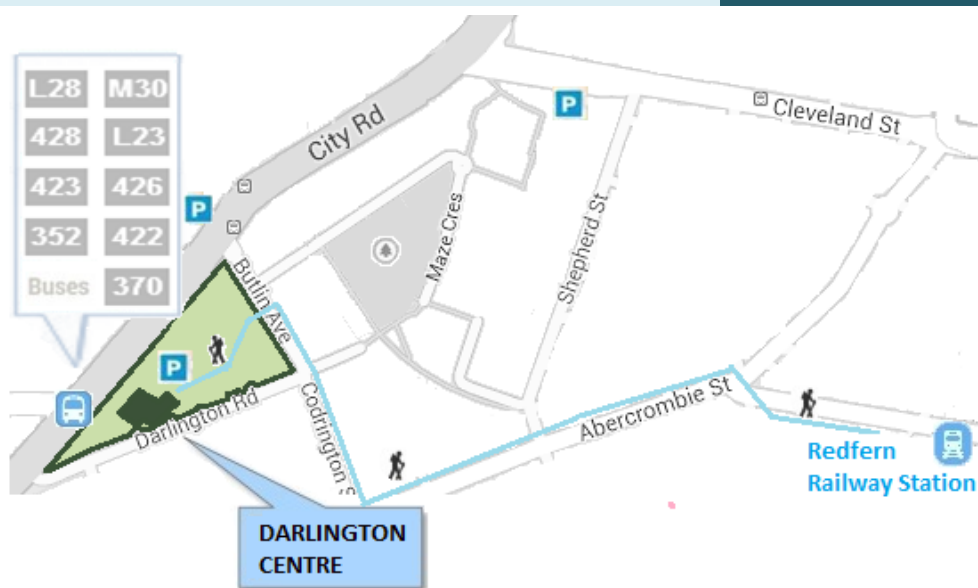 L28 M30
428 L23
423 426
352 422
Buses 370
City Rd
P
Cleveland St
P
Maze Cres
Shepherd St
Butlin Ave
P
Darlington Rd
Codrington S
Abercrombie St
Redfern
Railway Station
DARLINGTON
CENTRE